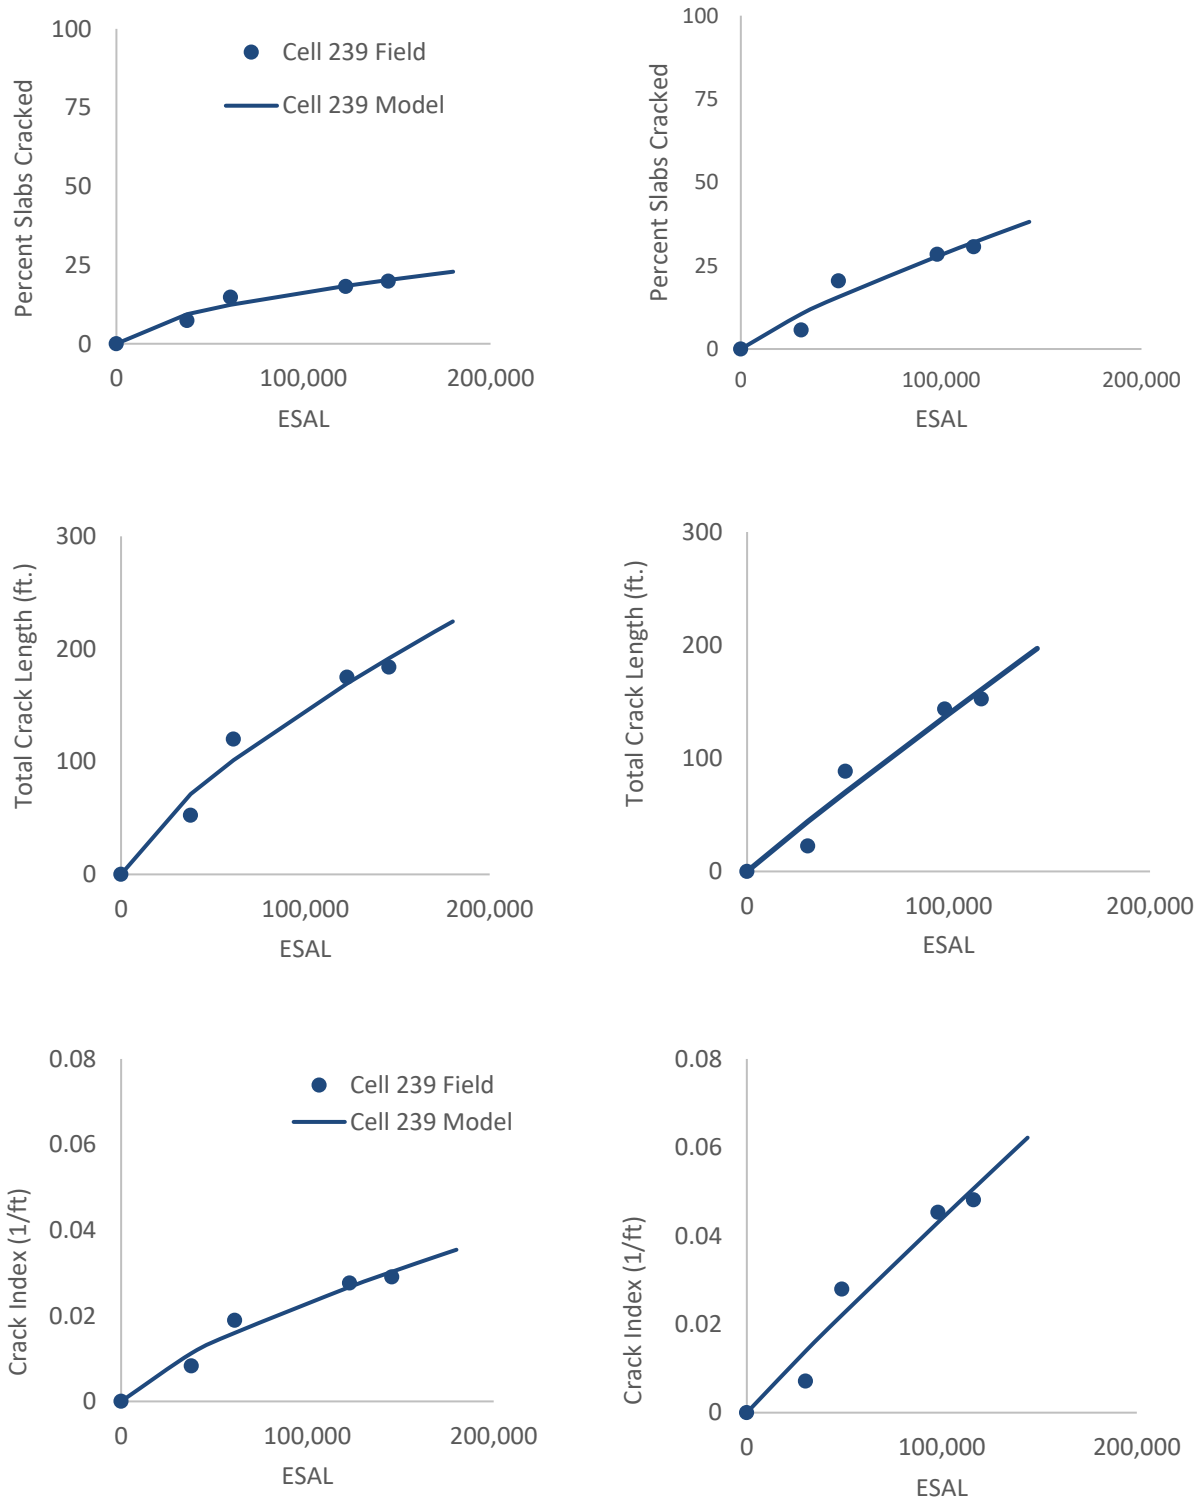 Percent Slabs Cracked
100
75
50
25
0
Cell 239 Field
Cell 239 Model
0 100,000 200,000
ESAL
Percent Slabs Cracked
100
75
50
25
0
0 100,000 200,000
ESAL
Total Crack Length (ft.)
300
200
100
0
0 100,000 200,000
ESAL
Total Crack Length (ft.)
300
200
100
0
0 100,000 200,000
ESAL
Crack Index (1/ft)
0.08
0.06
0.04
0.02
0
Cell 239 Field
Cell 239 Model
0 100,000 200,000
ESAL
Crack Index (1/ft)
0.08
0.06
0.04
0.02
0
0 100,000 200,000
ESAL